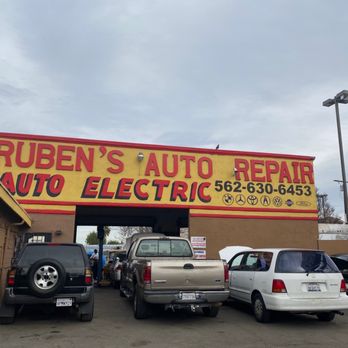 RUBEN'S AUTO REPAIR
AUTO ELECTRIC
562-630-6453